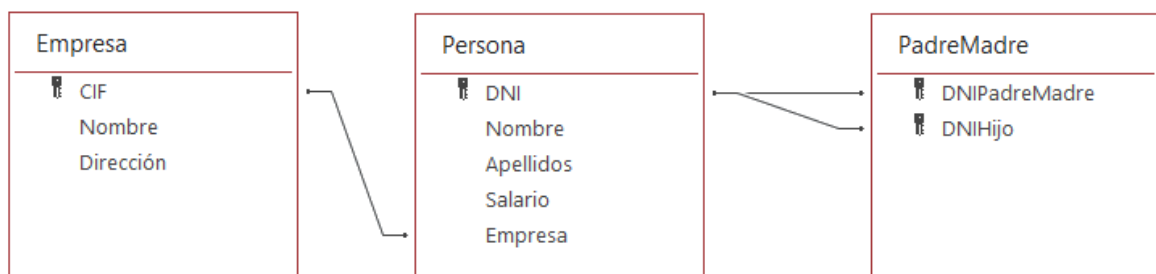 Empresa
CIF
Nombre
Dirección
Persona
DNI
Nombre
Apellidos
Salario
Empresa
PadreMadre
DNIPadreMadre
DNIHijo